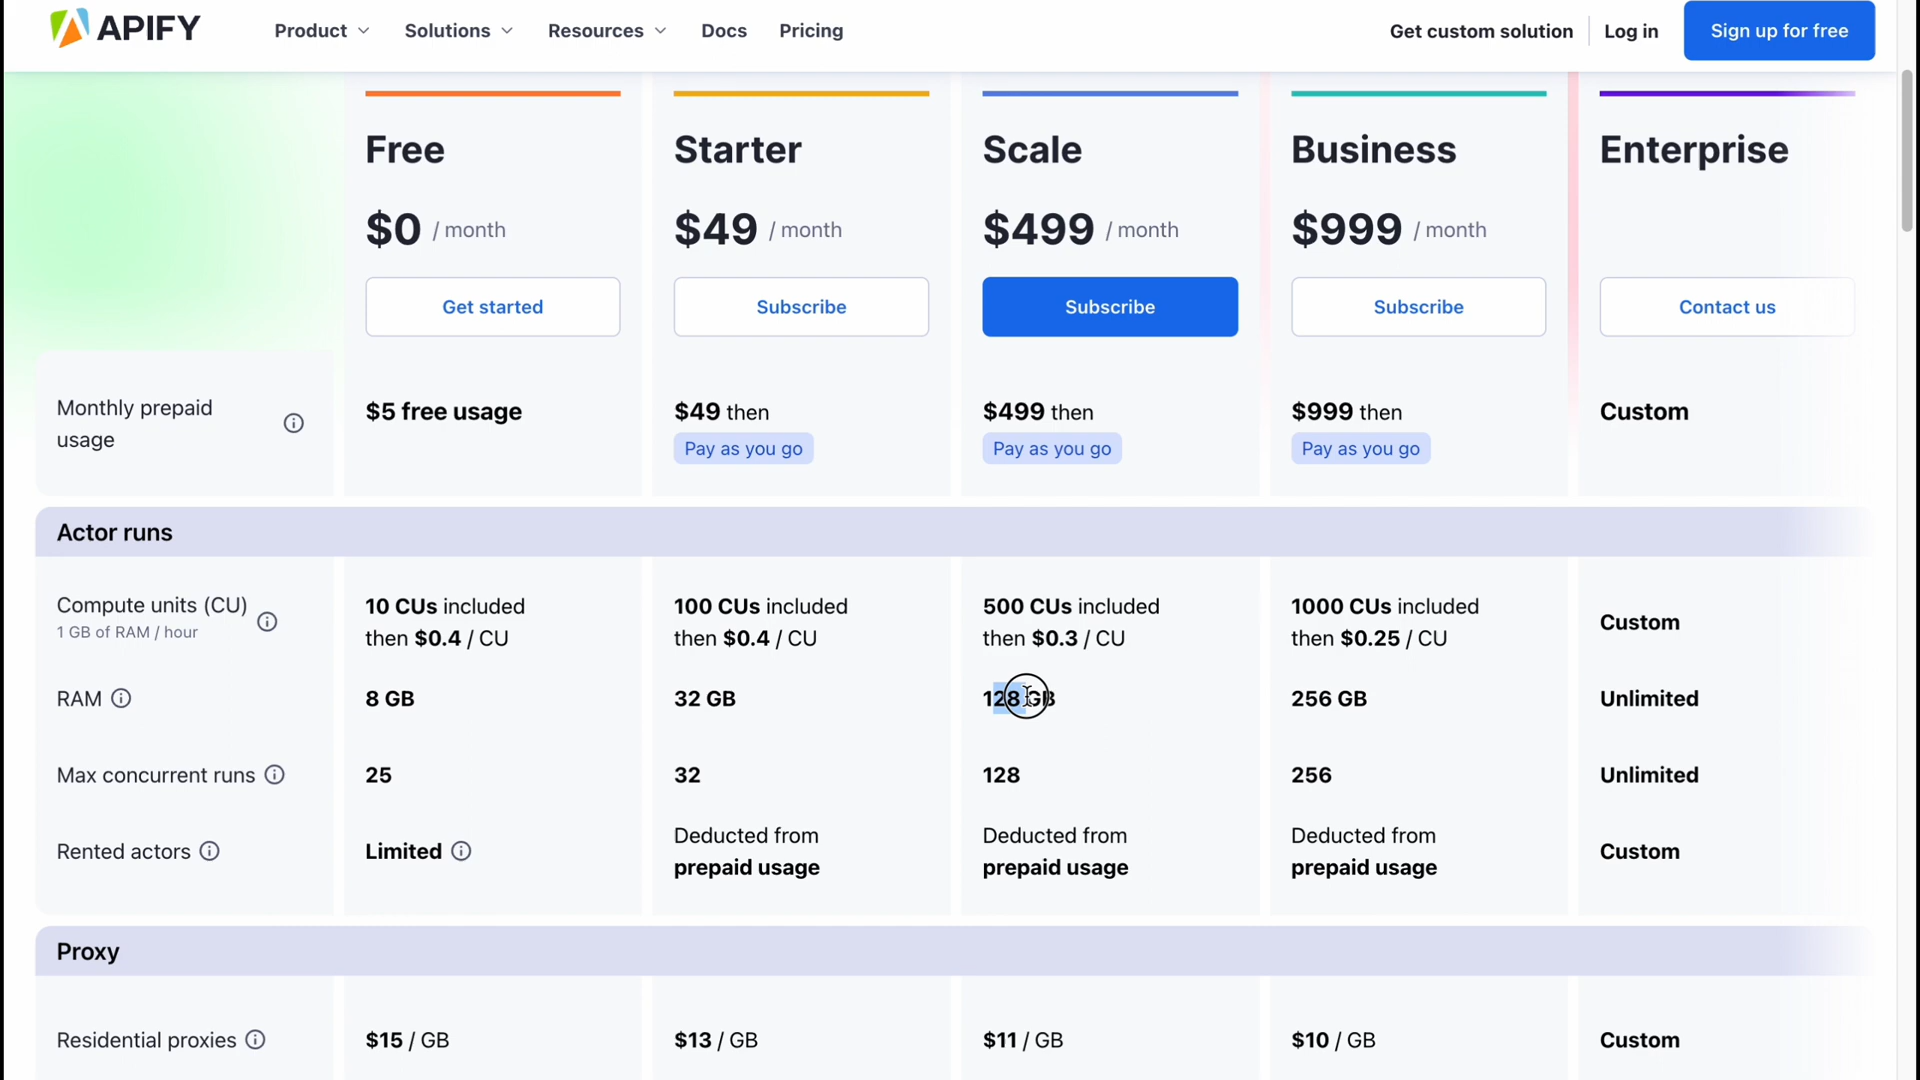 APIFY Product Solutions Resources Docs Pricing Get custom solution Log in Sign up for free
Free Starter Scale Business Enterprise
$0 / month $49 / month $499 / month $999 / month
Get started Subscribe Subscribe Subscribe Contact us
Monthly prepaid
usage
$5 free usage $49 then $499 then $999 then Custom
Pay as you go Pay as you go Pay as you go
Actor runs
Compute units (CU)
1 GB of RAM / hour
10 CUs included 100 CUs included 500 CUs included 1000 CUs included
then $0.4 / CU then $0.4 / CU then $0.3 / CU then $0.25 / CU
Custom
RAM 8 GB 32 GB 128 GB 256 GB Unlimited
Max concurrent runs 25 32 128 256 Unlimited
Rented actors Limited
Deducted from Deducted from Deducted from
prepaid usage prepaid usage prepaid usage
Custom
Proxy
Residential proxies $15 / GB $13 / GB $11 / GB $10 / GB Custom